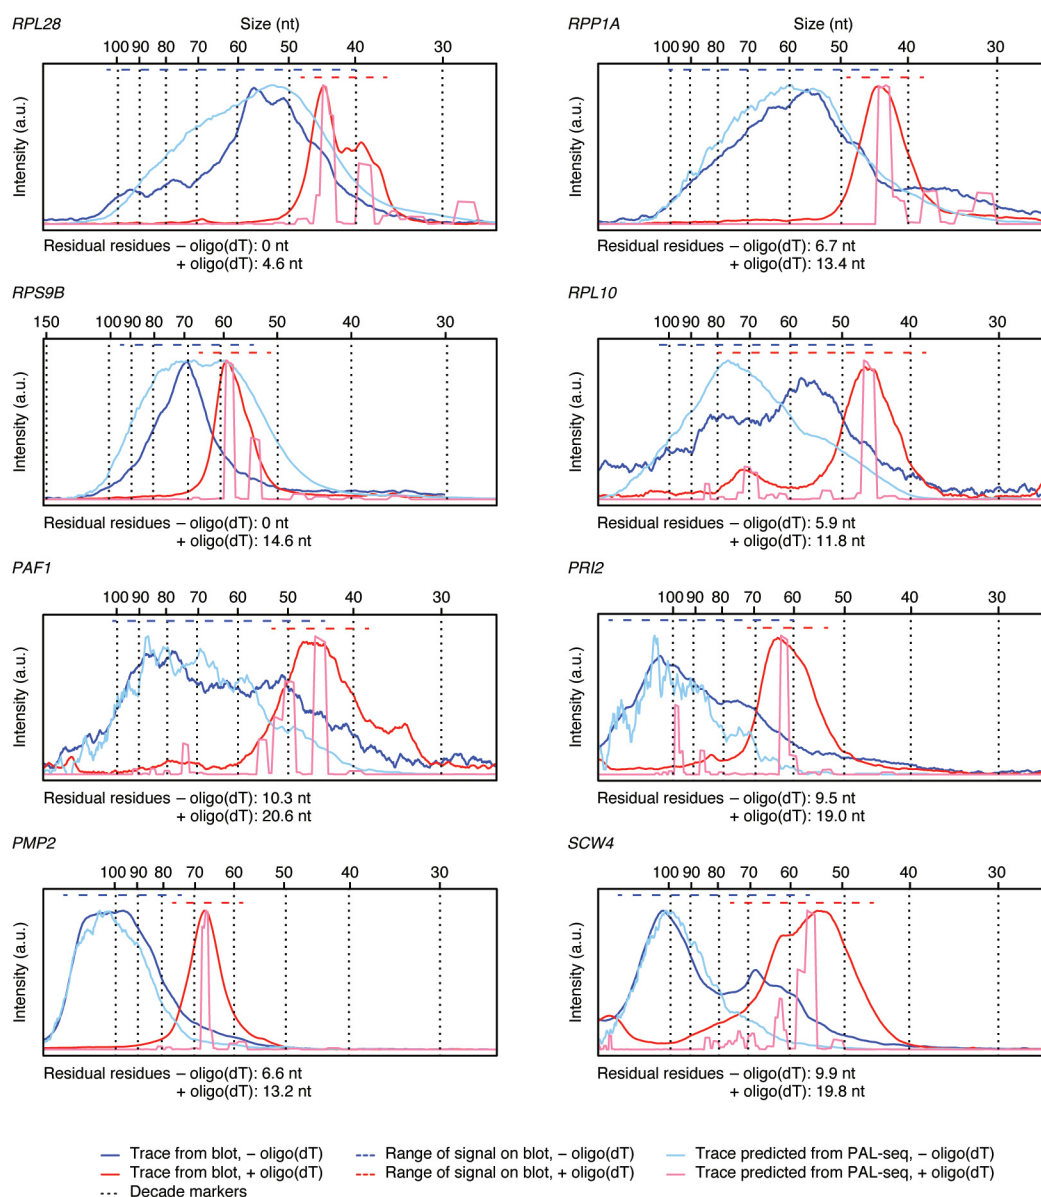 RPL28
Size (nt)
100 90 80 70 60 50 40 30
Intensity (a.u.)
Residual residues – oligo(dT): 0 nt
+ oligo(dT): 4.6 nt
RPP1A
Size (nt)
100 90 80 70 60 50 40 30
Intensity (a.u.)
Residual residues – oligo(dT): 6.7 nt
+ oligo(dT): 13.4 nt
RPS9B
150 100 90 80 70 60 50 40 30
Intensity (a.u.)
Residual residues – oligo(dT): 0 nt
+ oligo(dT): 14.6 nt
RPL10
100 90 80 70 60 50 40 30
Intensity (a.u.)
Residual residues – oligo(dT): 5.9 nt
+ oligo(dT): 11.8 nt
PAF1
100 90 80 70 60 50 40 30
Intensity (a.u.)
Residual residues – oligo(dT): 10.3 nt
+ oligo(dT): 20.6 nt
PRI2
100 90 80 70 60 50 40 30
Intensity (a.u.)
Residual residues – oligo(dT): 9.5 nt
+ oligo(dT): 19.0 nt
PMP2
100 90 80 70 60 50 40 30
Intensity (a.u.)
Residual residues – oligo(dT): 6.6 nt
+ oligo(dT): 13.2 nt
SCW4
100 90 80 70 60 50 40 30
Intensity (a.u.)
Residual residues – oligo(dT): 9.9 nt
+ oligo(dT): 19.8 nt
Trace from blot, – oligo(dT)
Trace from blot, + oligo(dT)
Decade markers
Range of signal on blot, – oligo(dT)
Range of signal on blot, + oligo(dT)
Trace predicted from PAL-seq, – oligo(dT)
Trace predicted from PAL-seq, + oligo(dT)